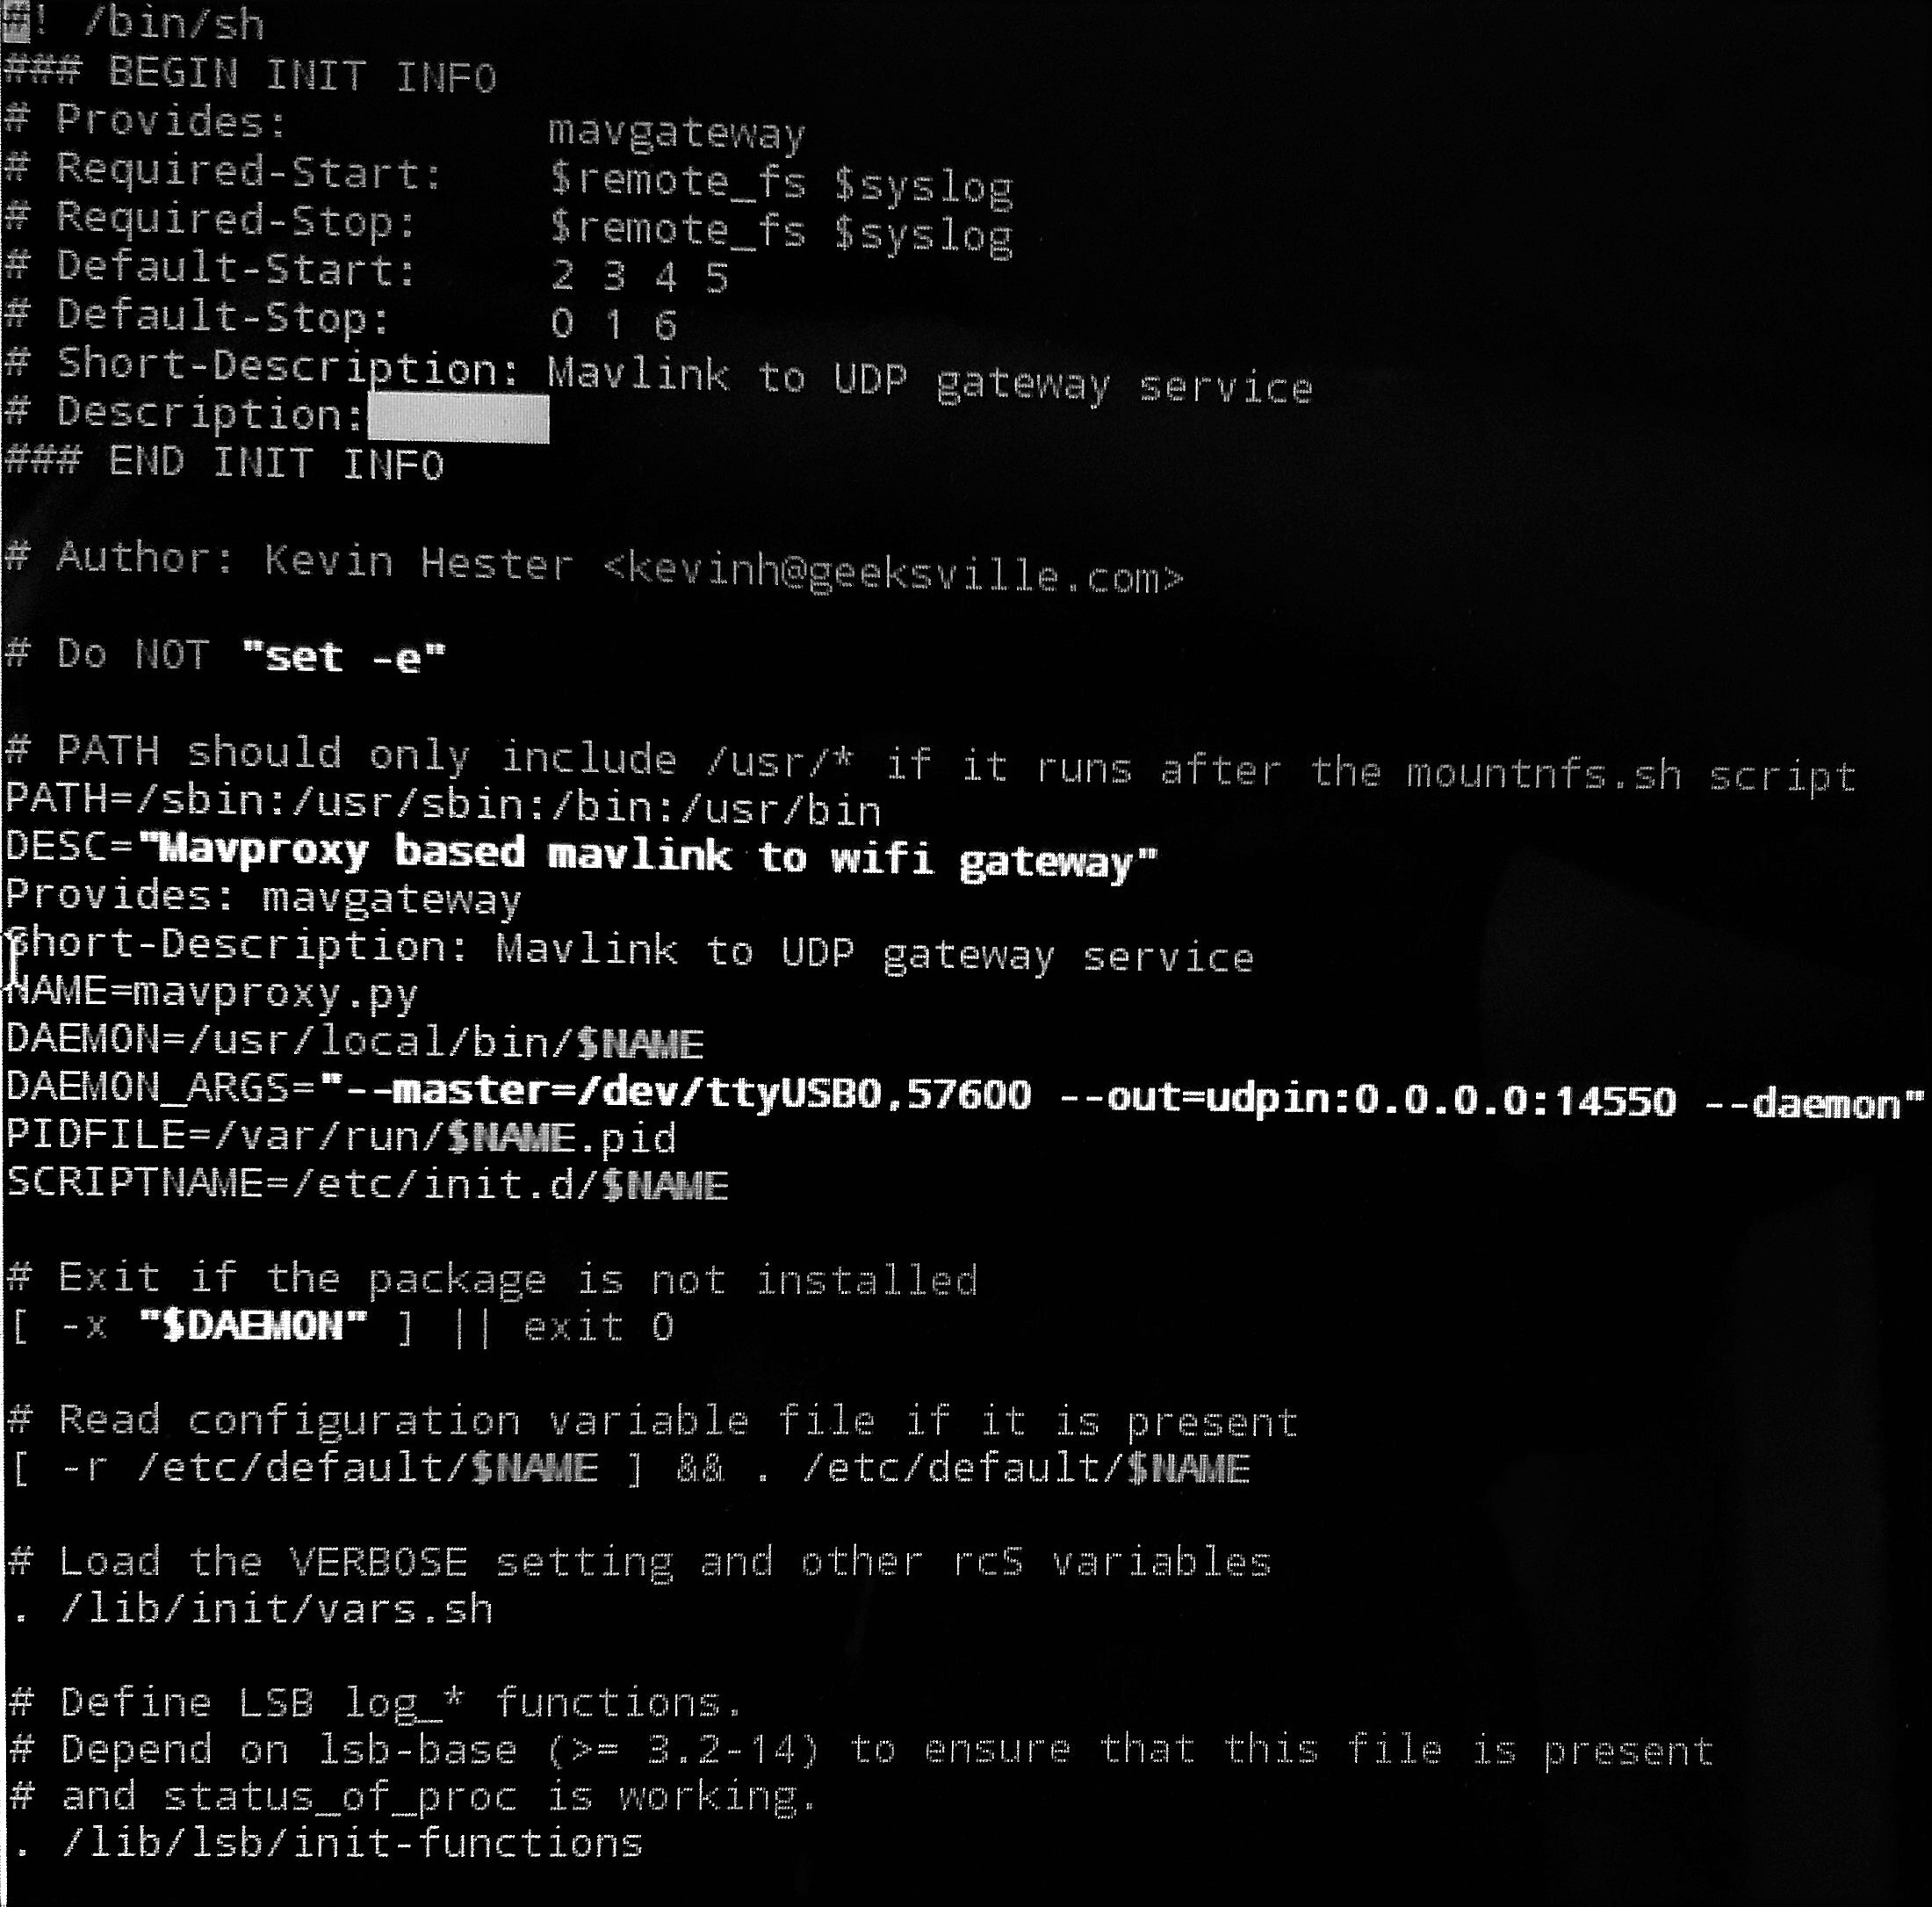 #! /bin/sh
### BEGIN INIT INFO
# Provides:          mavgateway
# Required-Start:    $remote_fs $syslog
# Required-Stop:     $remote_fs $syslog
# Default-Start:     2 3 4 5
# Default-Stop:      0 1 6
# Short-Description: Mavlink to UDP gateway service
# Description:
### END INIT INFO

# Author: Kevin Hester <kevinh@geeksville.com>

# Do NOT "set -e"

# PATH should only include /usr/* if it runs after the mountnfs.sh script
PATH=/sbin:/usr/sbin:/bin:/usr/bin
DESC="Mavproxy based mavlink to wifi gateway"
Provides: mavgateway
Short-Description: Mavlink to UDP gateway service
NAME=mavproxy.py
DAEMON=/usr/local/bin/$NAME
DAEMON_ARGS="--master=/dev/ttyUSB0,57600 --out=udpin:0.0.0.0:14550 --daemon"
PIDFILE=/var/run/$NAME.pid
SCRIPTNAME=/etc/init.d/$NAME

# Exit if the package is not installed
[ -x "$DAEMON" ] || exit 0

# Read configuration variable file if it is present
[ -r /etc/default/$NAME ] && . /etc/default/$NAME

# Load the VERBOSE setting and other rcS variables
. /lib/init/vars.sh

# Define LSB log_* functions.
# Depend on lsb-base (>= 3.2-14) to ensure that this file is present
# and status_of_proc is working.
. /lib/lsb/init-functions